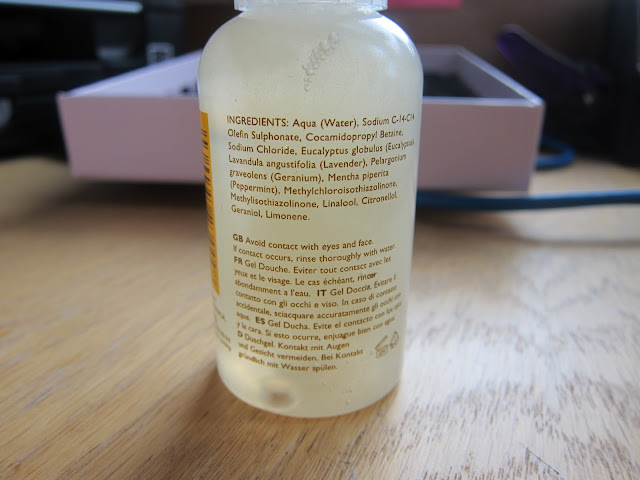 INGREDIENTS: Aqua (Water), Sodium C-14-C14
Olefin Sulphonate, Cocamidopropyl Betaine,
Sodium Chloride, Eucalyptus globulus (Eucalyptus),
Lavandula angustifolia (Lavender), Pelargonium
graveolens (Geranium), Mentha piperita
(Peppermint), Methylchloroisothiazolinone,
Methylisothiazolinone, Linalool, Citronellol,
Geraniol, Limonene.
GB Avoid contact with eyes and face.
If contact occurs, rinse thoroughly with water.
FR Gel Douche. Eviter tout contact avec les
yeux et le visage. Le cas échéant, rincer
abondamment a l'eau. IT Gel Doccia. Evitare il
contatto con gli occhi e viso. In caso di contatto
accidentale, sciacquare accuratamente gli occhi con
aqua. ES Gel Ducha. Evite el contacto con los ojos
y la cara. Si esto ocurre, enjuague bien con agua.
D Duschgel. Kontakt mit Augen
und Gesicht vermeiden. Bei Kontakt
gründlich mit Wasser spülen.